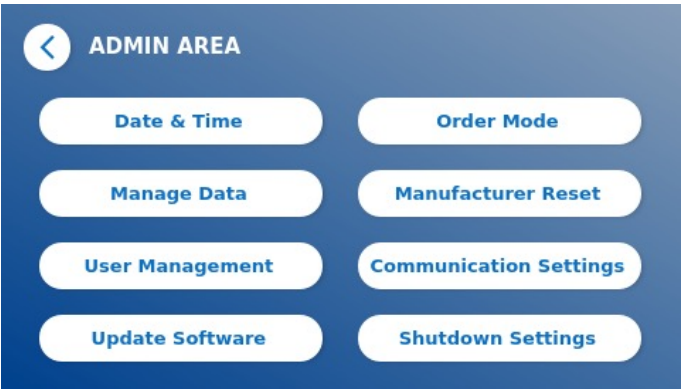 ADMIN AREA
Date & Time
Order Mode
Manage Data
Manufacturer Reset
User Management
Communication Settings
Update Software
Shutdown Settings